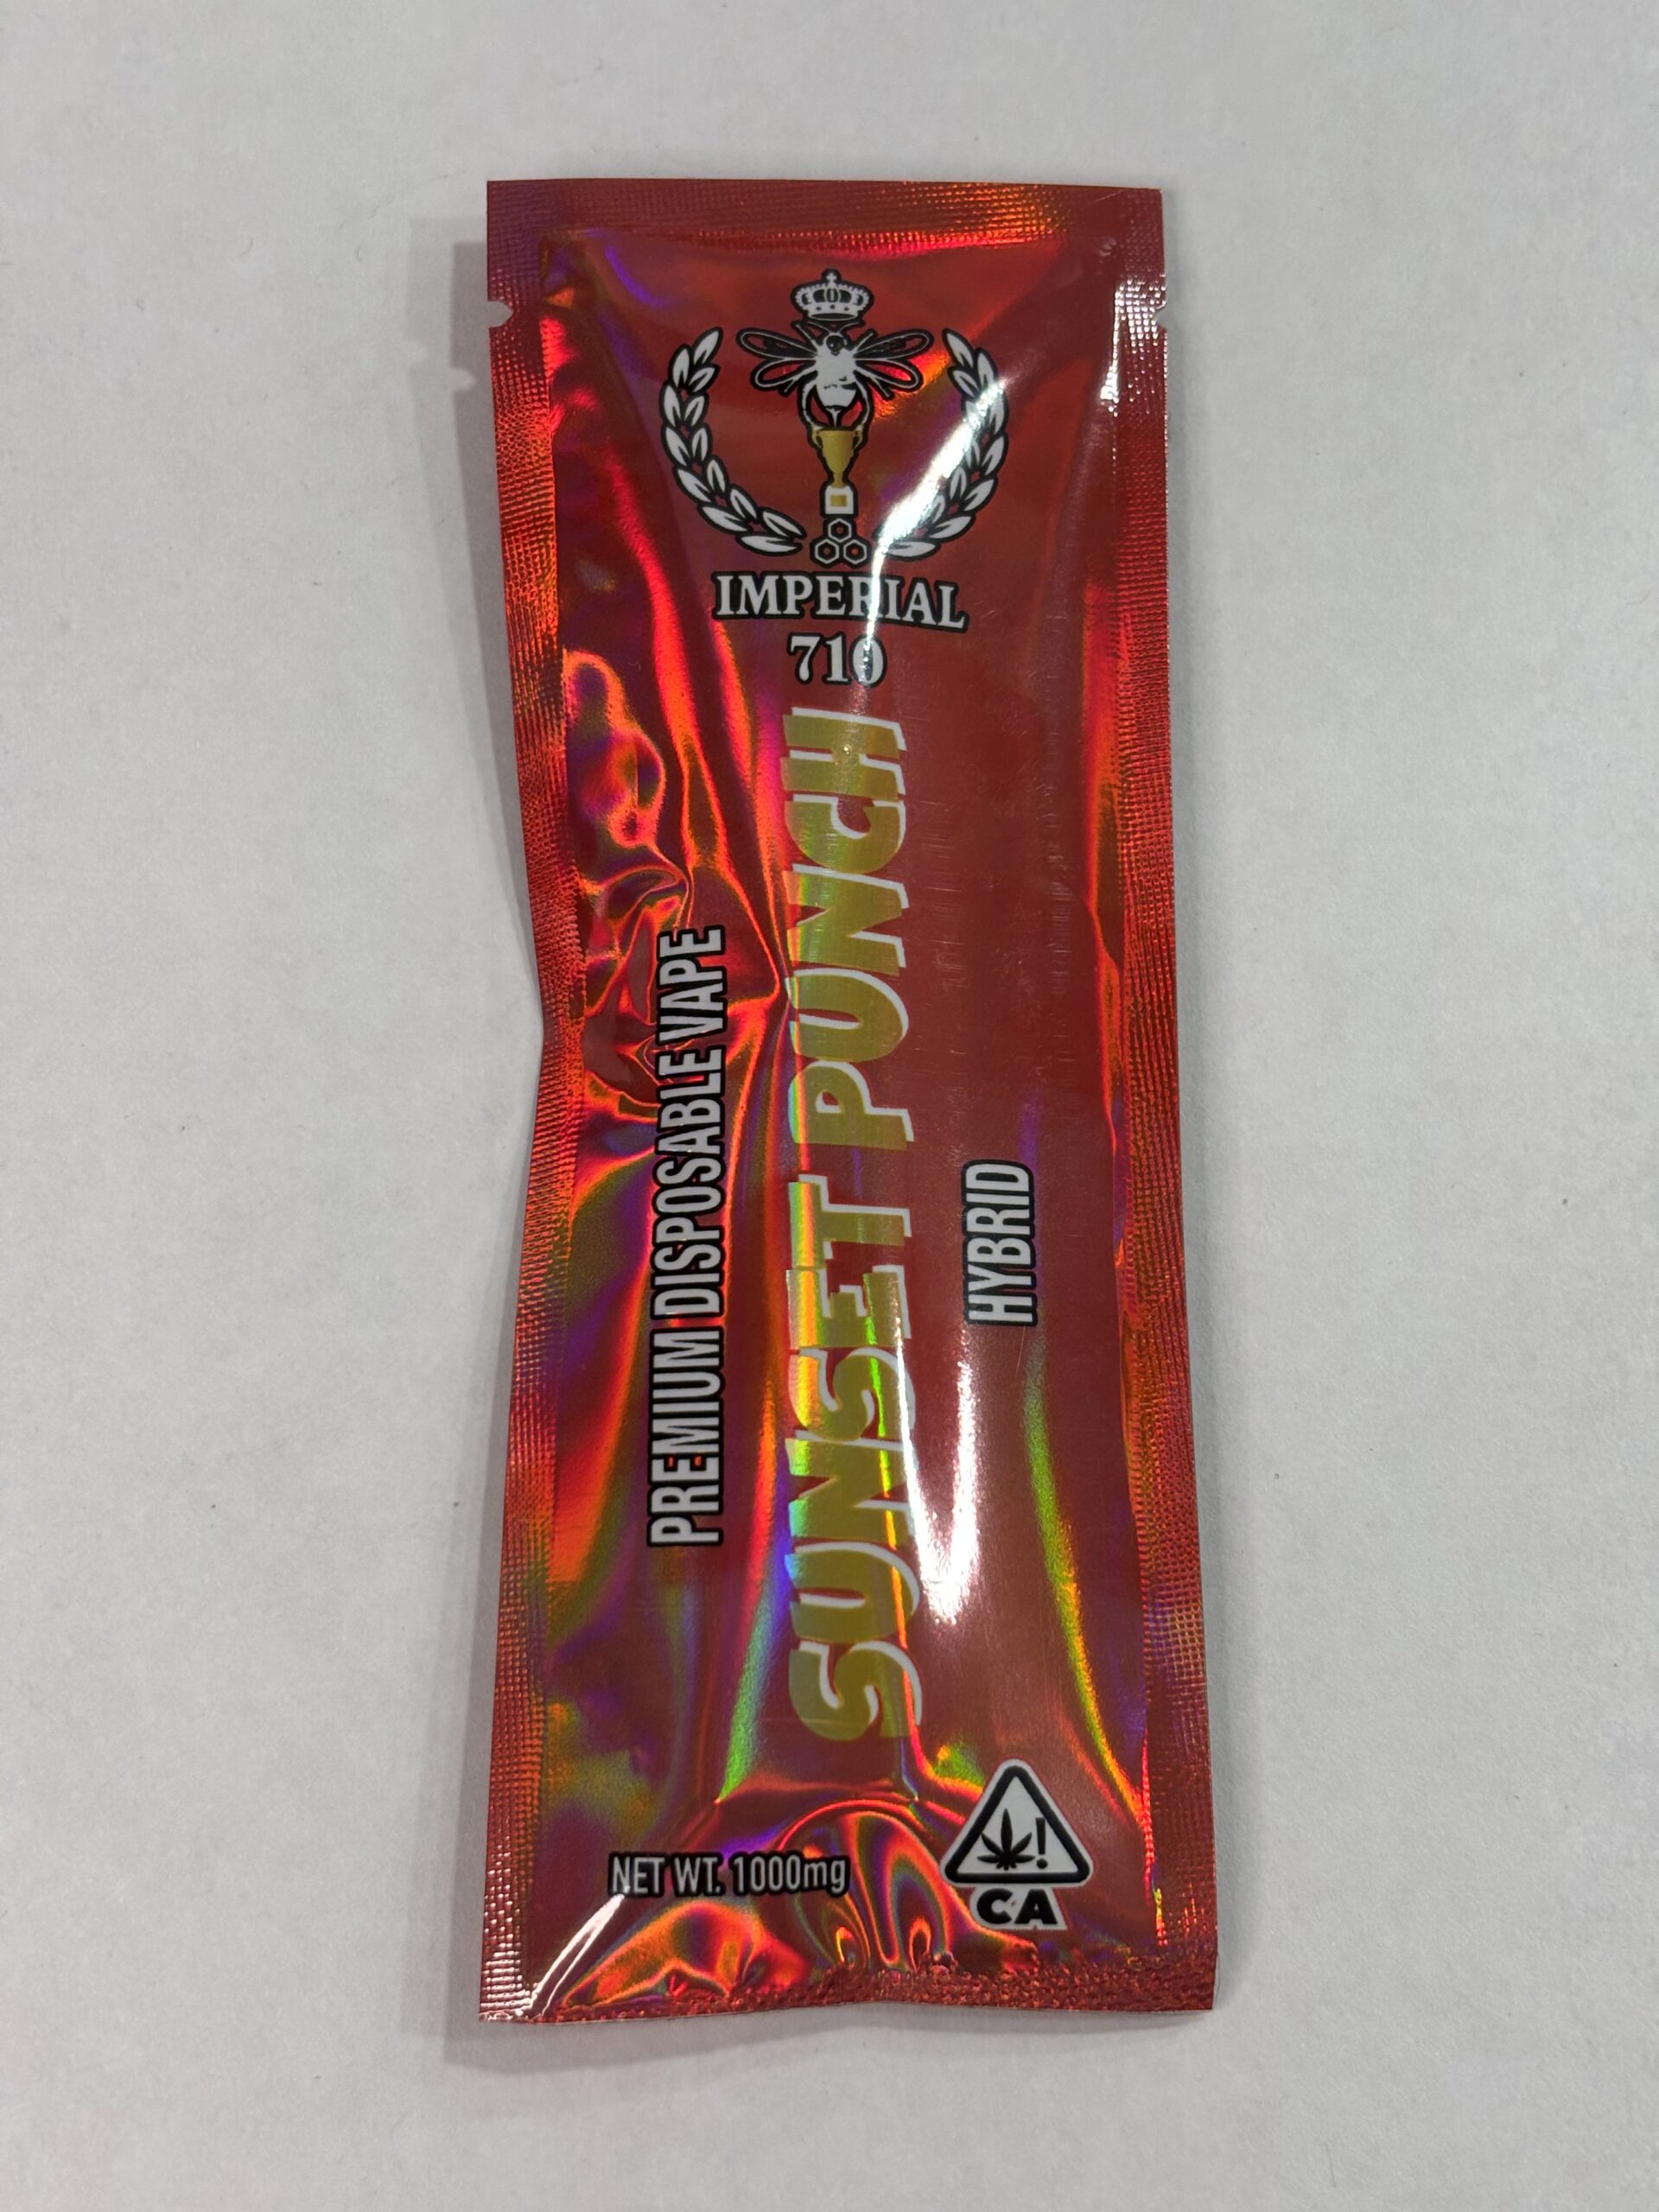 IMPERIAL
710
PREMIUM DISPOSABLE VAPE
SUNSET PUNCH
HYBRID
NET WT. 1000mg
!
CA